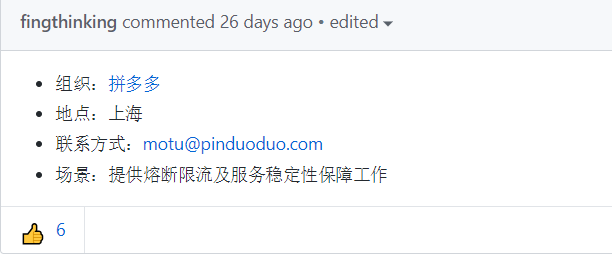 fingthinking commented 26 days ago • edited
组织：拼多多
地点：上海
联系方式：motu@pinduoduo.com
场景：提供熔断限流及服务稳定性保障工作
6